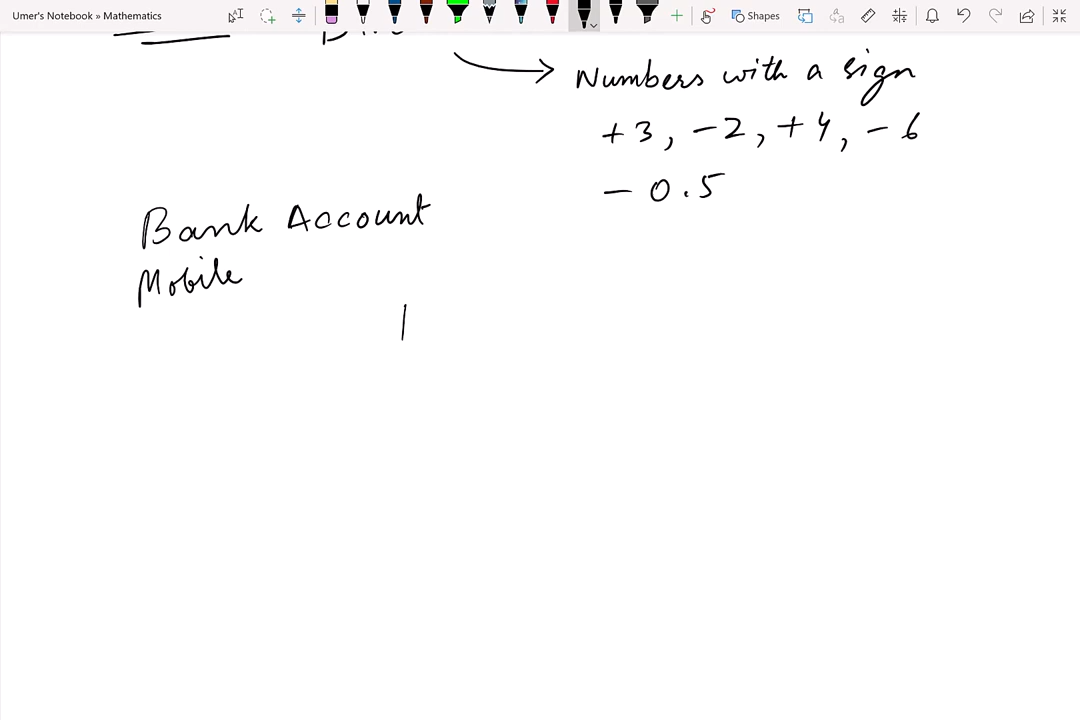 Umer's Notebook » Mathematics
Shapes
Numbers with a sign
+3, -2, +4, -6
- 0.5
Bank Account
Mobile